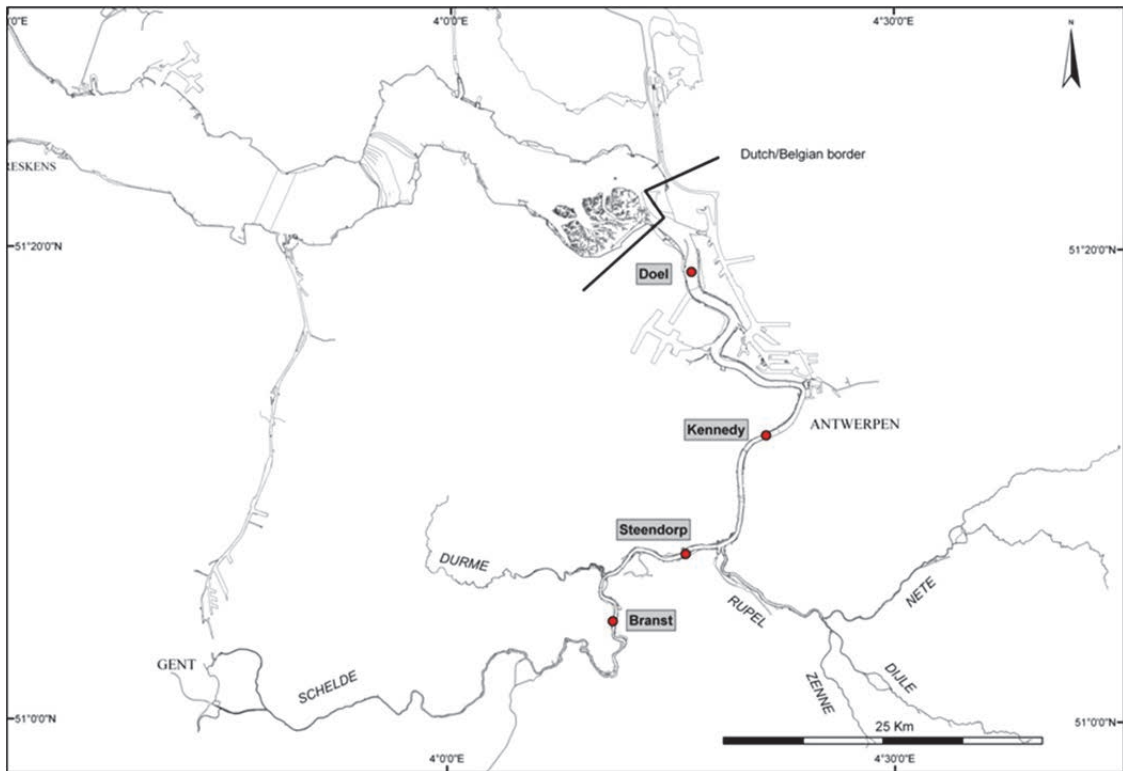 0'0"E
4°0'0"E
4°30'0"E
N
Dutch/Belgian border
RESKENS
51°20'0"N
51°20'0"N
Doel
Kennedy
ANTWERPEN
Steendorp
DURME
NETE
RUPEL
Branst
GENT
SCHELDE
DIJLE
ZENNE
51°0'0"N
51°0'0"N
25 Km
4°0'0"E
4°30'0"E